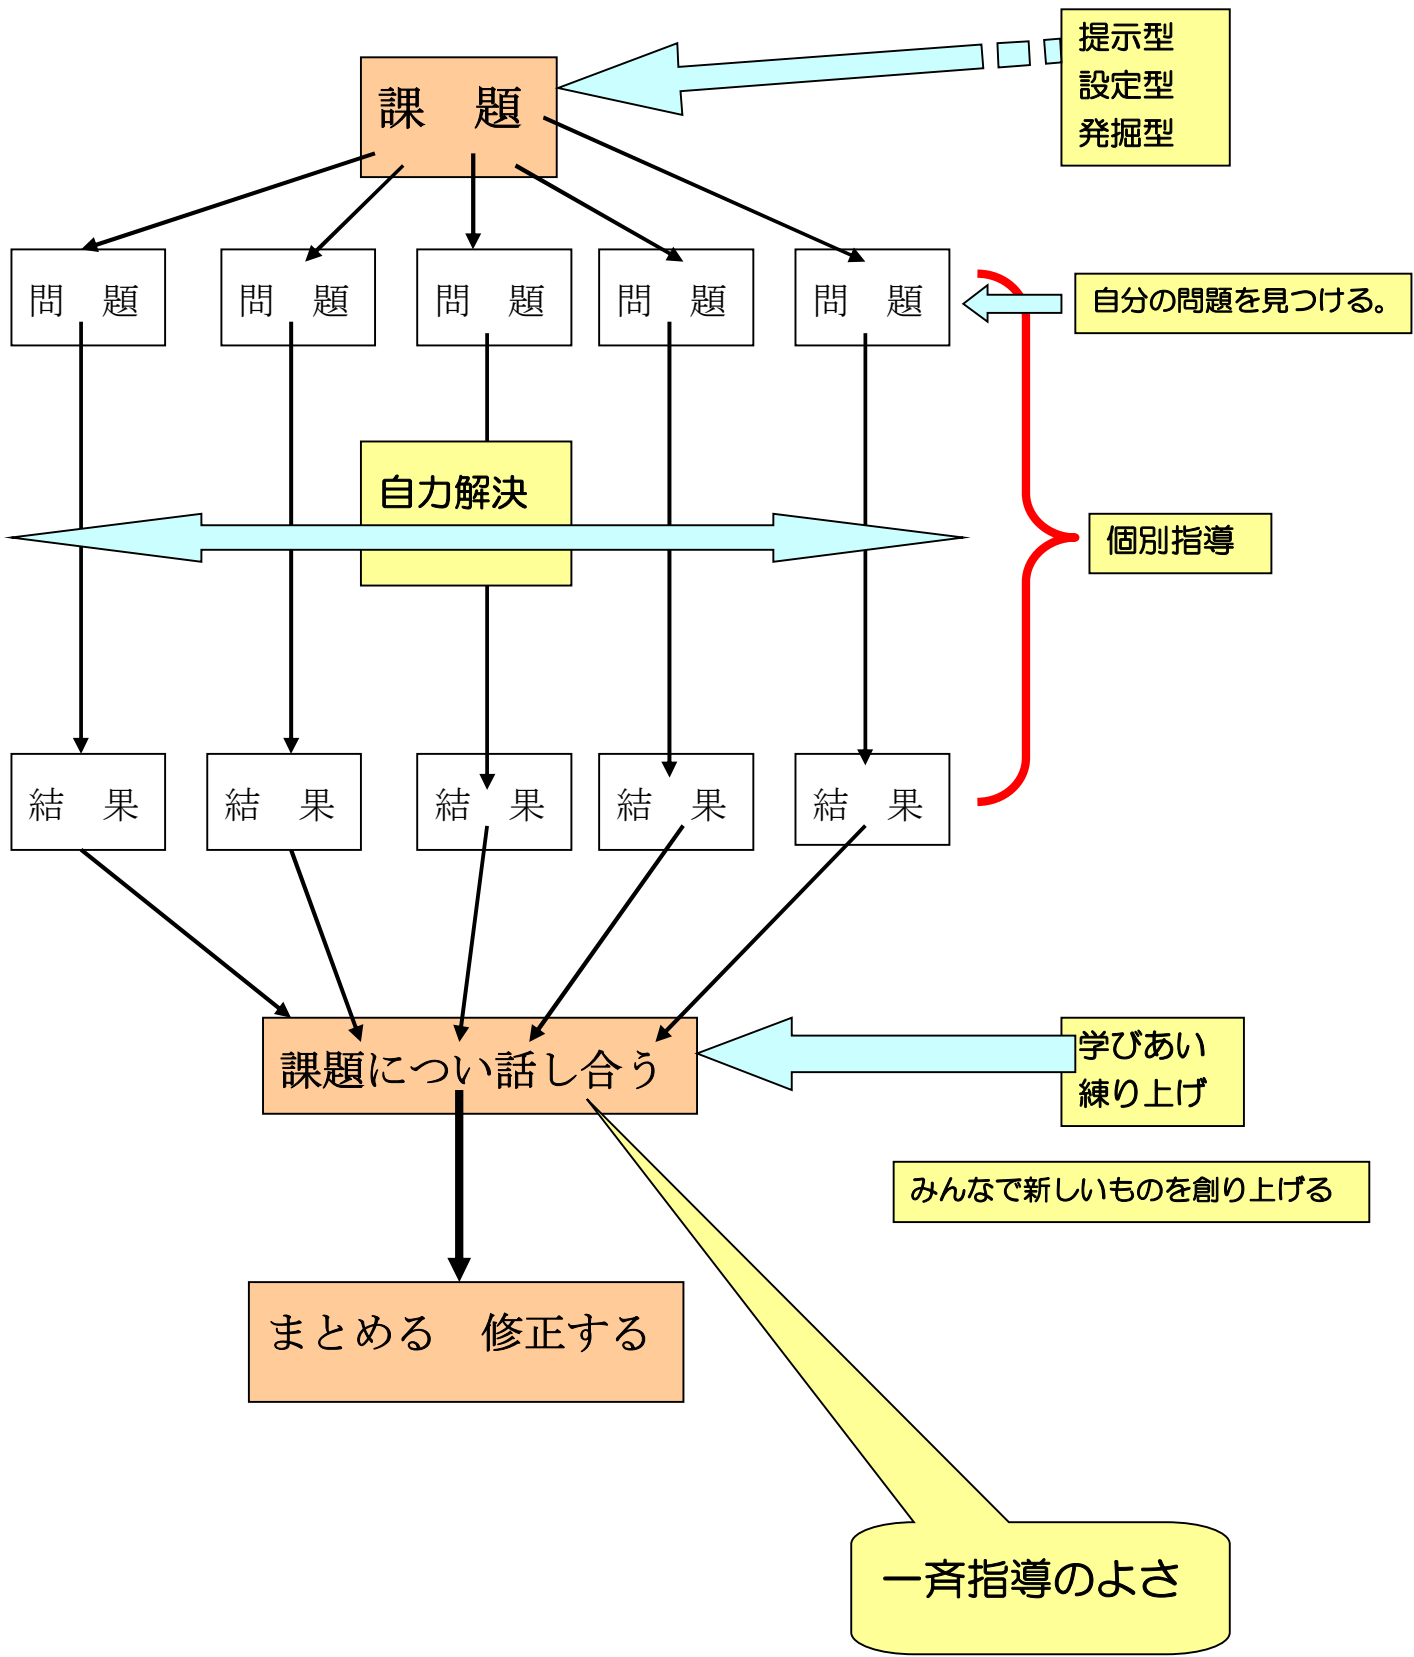 提示型
設定型
発掘型
課　題
問　題
問　題
問　題
問　題
問　題
自分の問題を見つける。
自力解決
個別指導
結　果
結　果
結　果
結　果
結　果
課題につい話し合う
学びあい
練り上げ
みんなで新しいものを創り上げる
まとめる　修正する
一斉指導のよさ